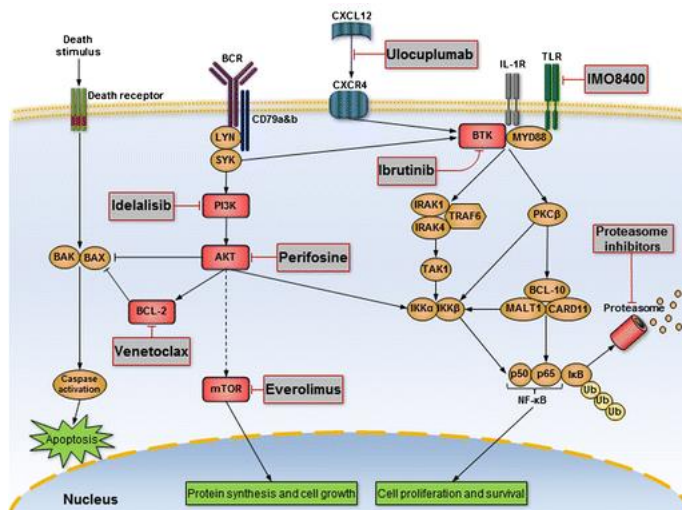 Death
stimulus
Death receptor
BCR
CD79a&b
LYN
SYK
CXCL12
Ulocuplumab
CXCR4
IL-1R
TLR
IMO8400
BTK
MYD88
Ibrutinib
Idelalisib
PI3K
IRAK1
IRAK4
TRAF6
PKCβ
Proteasome
inhibitors
BAK
BAX
AKT
Perifosine
TAK1
BCL-10
MALT1
CARD11
Proteasome
BCL-2
IKKα
IKKβ
Venetoclax
Caspase
activation
mTOR
Everolimus
p50
p65
IκB
NF-κB
Ub
Ub
Ub
Apoptosis
Nucleus
Protein synthesis and cell growth
Cell proliferation and survival